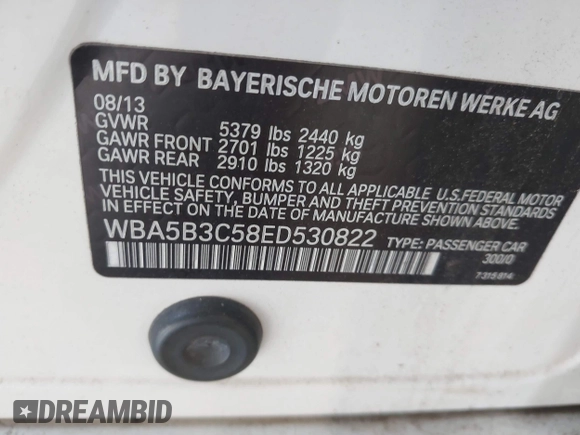 MFD BY BAYERISCHE MOTOREN WERKE AG
08/13
GVWR 5379 lbs 2440 kg
GAWR FRONT 2701 lbs 1225 kg
GAWR REAR 2910 lbs 1320 kg
THIS VEHICLE CONFORMS TO ALL APPLICABLE U.S. FEDERAL MOTOR
VEHICLE SAFETY, BUMPER AND THEFT PREVENTION STANDARDS
IN EFFECT ON THE DATE OF MANUFACTURE SHOWN ABOVE.
WBA5B3C58ED530822 TYPE: PASSENGER CAR
300/0
7315814
DREAMBID